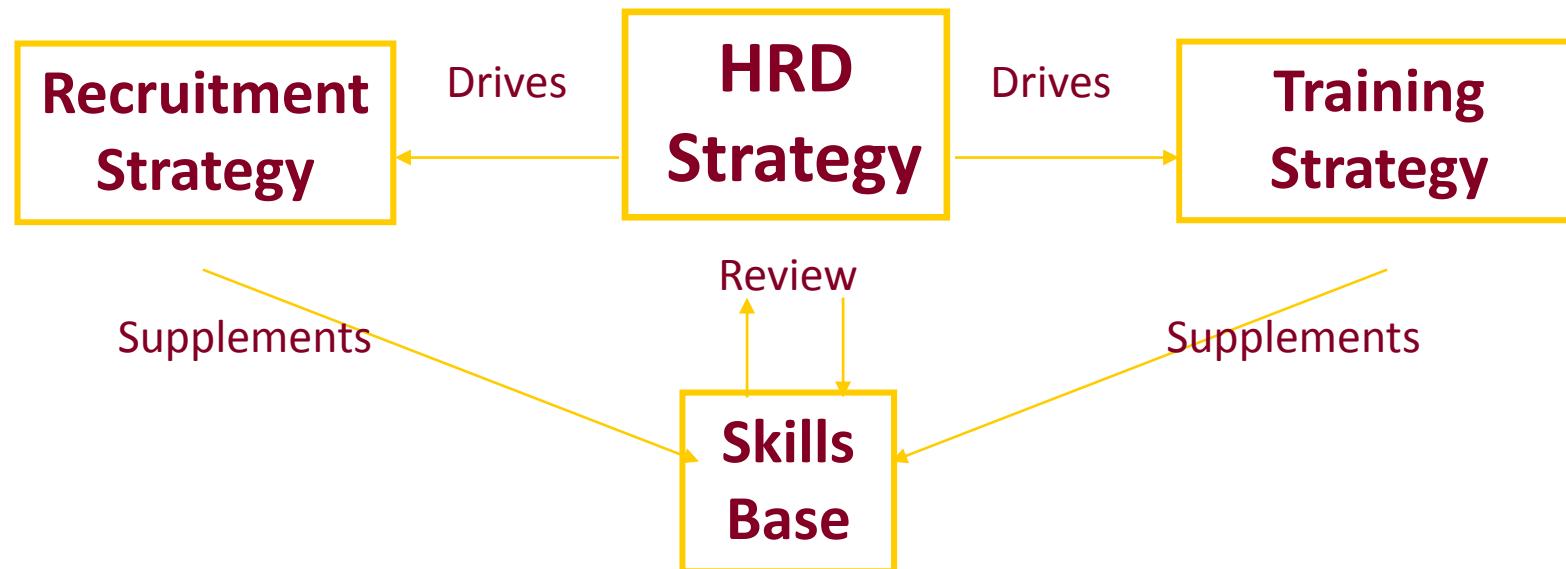 Recruitment
Strategy
Drives
HRD
Strategy
Drives
Training
Strategy
Review
Supplements
Supplements
Skills
Base